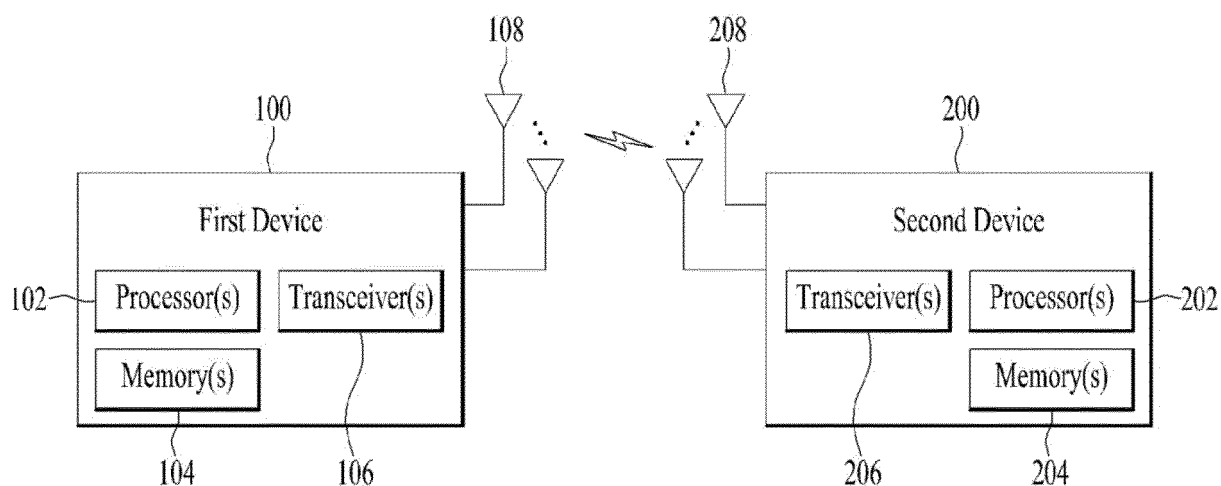 108
208
100
200
First Device
Second Device
102
Processor(s)
Transceiver(s)
Transceiver(s)
Processor(s)
202
Memory(s)
Memory(s)
104
106
206
204